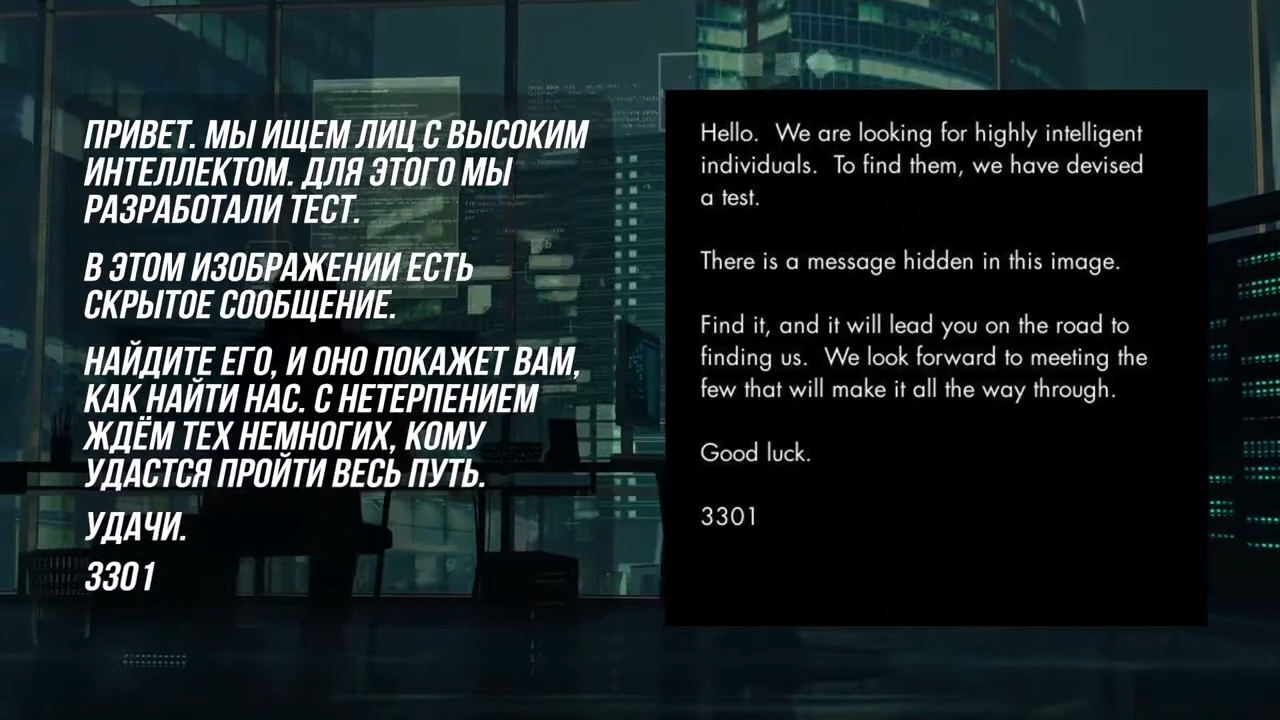 ПРИВЕТ. МЫ ИЩЕМ ЛИЦ С ВЫСОКИМ
ИНТЕЛЛЕКТОМ. ДЛЯ ЭТОГО МЫ
РАЗРАБОТАЛИ ТЕСТ.
В ЭТОМ ИЗОБРАЖЕНИИ ЕСТЬ
СКРЫТОЕ СООБЩЕНИЕ.
НАЙДИТЕ ЕГО, И ОНО ПОКАЖЕТ ВАМ,
КАК НАЙТИ НАС. С НЕТЕРПЕНИЕМ
ЖДЁМ ТЕХ НЕМНОГИХ, КОМУ
УДАСТСЯ ПРОЙТИ ВЕСЬ ПУТЬ.
УДАЧИ.
3301
Hello. We are looking for highly intelligent
individuals. To find them, we have devised
a test.
There is a message hidden in this image.
Find it, and it will lead you on the road to
finding us. We look forward to meeting the
few that will make it all the way through.
Good luck.
3301